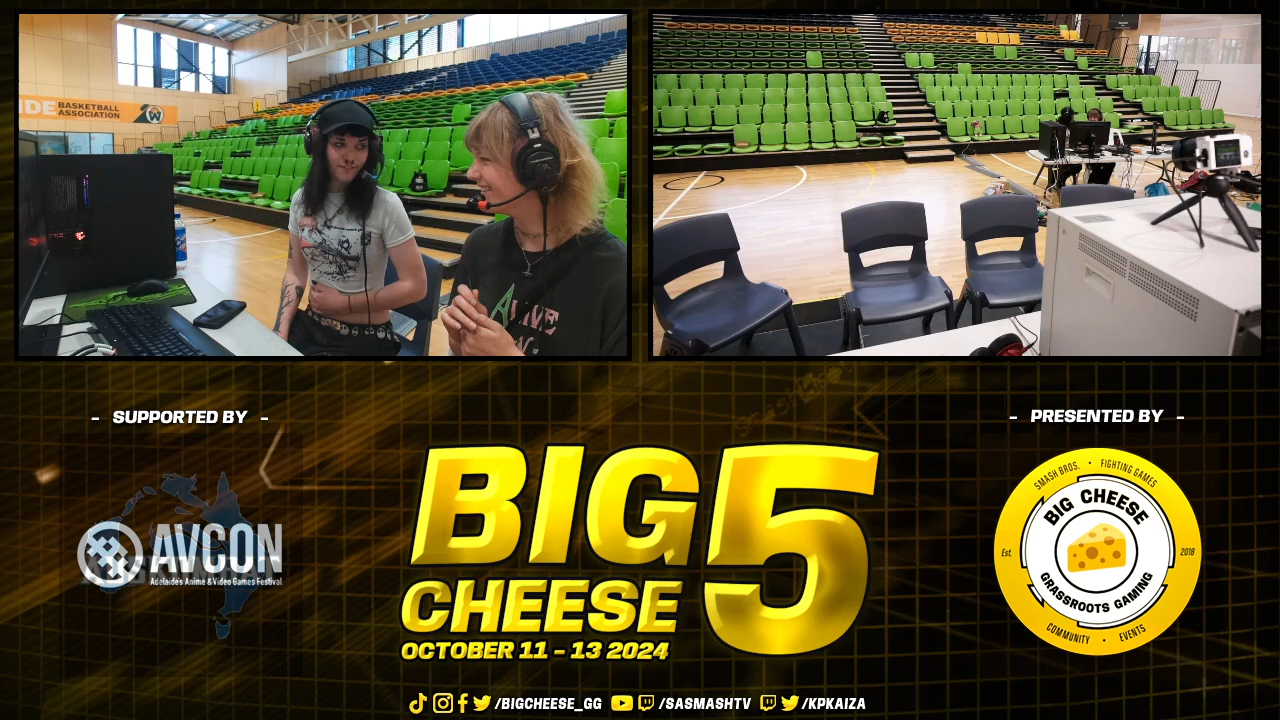 IDE BASKETBALL
ASSOCIATION
- SUPPORTED BY -
AVCON
Adelaide's Anime & Video Games Festival
BIG 5
CHEESE
OCTOBER 11 - 13 2024
- PRESENTED BY -
SMASH BROS. • FIGHTING GAMES
BIG CHEESE
Est. 2018
GRASSROOTS GAMING
COMMUNITY • EVENTS
/BIGCHEESE_GG /SASMASHTV /KPKAIZA